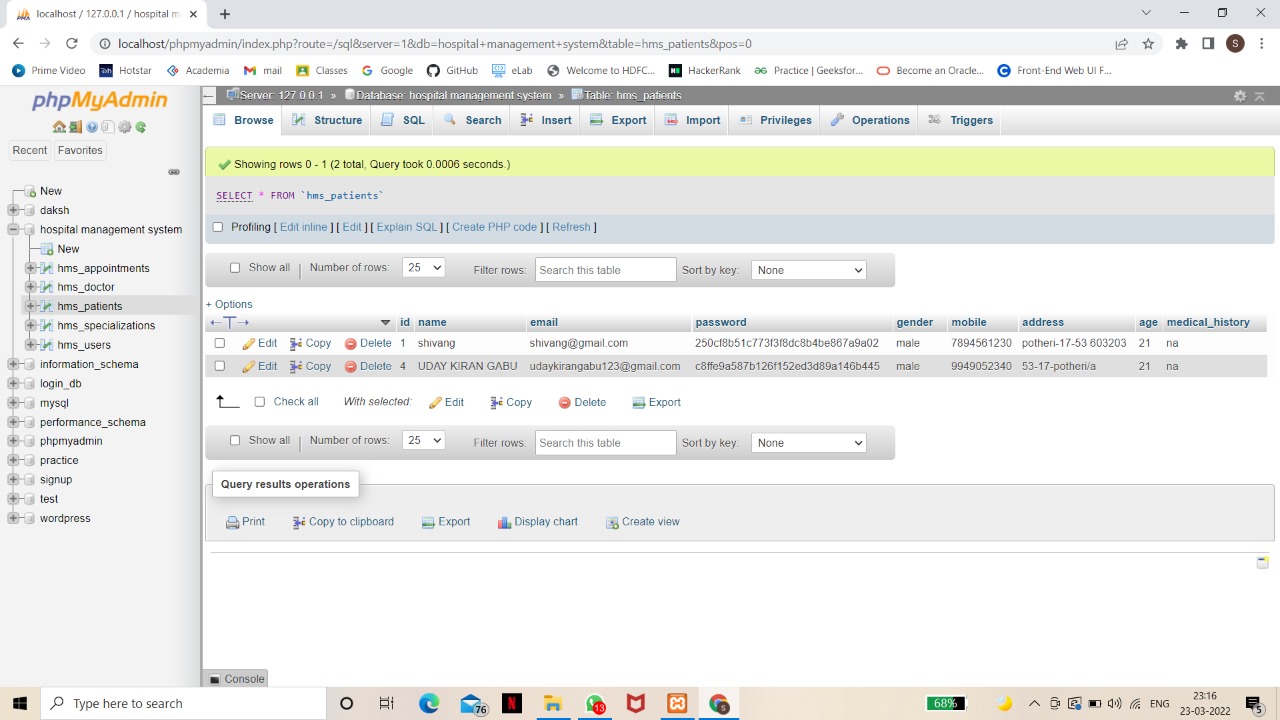 localhost / 127.0.0.1 / hospital m
localhost/phpmyadmin/index.php?route=/sql&server=1&db=hospital+management+system&table=hms_patients&pos=0
S
Prime Video Hotstar Academia mail Classes Google GitHub eLab Welcome to HDFC... HackerRank Practice | Geeksfor... Become an Oracle... Front-End Web UI F...
phpMyAdmin
Server: 127.0.0.1 » Database: hospital management system » Table: hms_patients
Browse Structure SQL Search Insert Export Import Privileges Operations Triggers
Recent Favorites
Showing rows 0 - 1 (2 total, Query took 0.0006 seconds.)
SELECT * FROM `hms_patients`
Profiling [ Edit inline ] [ Edit ] [ Explain SQL ] [ Create PHP code ] [ Refresh ]
New
daksh
hospital management system
New
hms_appointments
hms_doctor
hms_patients
hms_specializations
hms_users
information_schema
login_db
mysql
performance_schema
phpmyadmin
practice
signup
test
wordpress
Show all Number of rows: 25 Filter rows: Search this table Sort by key: None
+ Options
←T→ id name email password gender mobile address age medical_history
Edit Copy Delete 1 shivang shivang@gmail.com 250cf8b51c773f3f8dc8b4be867a9a02 male 7894561230 potheri-17-53 603203 21 na
Edit Copy Delete 4 UDAY KIRAN GABU udaykirangabu123@gmail.com c8ffe9a587b126f152ed3d89a146b445 male 9949052340 53-17-potheri/a 21 na
Check all With selected: Edit Copy Delete Export
Show all Number of rows: 25 Filter rows: Search this table Sort by key: None
Query results operations
Print Copy to clipboard Export Display chart Create view
Console
Type here to search
76
13
68%
ENG
23:16
23-03-2022
5